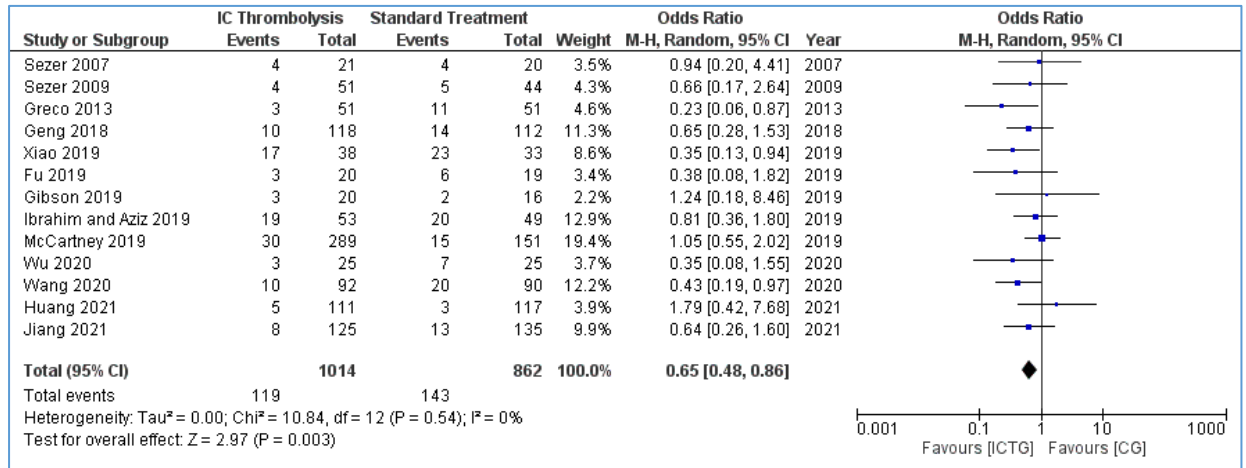 IC Thrombolysis Standard Treatment Odds Ratio Odds Ratio
Study or Subgroup Events Total Events Total Weight M-H, Random, 95% CI Year M-H, Random, 95% CI
Sezer 2007 4 21 4 20 3.5% 0.94 [0.20, 4.41] 2007
Sezer 2009 4 51 5 44 4.3% 0.66 [0.17, 2.64] 2009
Greco 2013 3 51 11 51 4.6% 0.23 [0.06, 0.87] 2013
Geng 2018 10 118 14 112 11.3% 0.65 [0.28, 1.53] 2018
Xiao 2019 17 38 23 33 8.6% 0.35 [0.13, 0.94] 2019
Fu 2019 3 20 6 19 3.4% 0.38 [0.08, 1.82] 2019
Gibson 2019 3 20 2 16 2.2% 1.24 [0.18, 8.46] 2019
Ibrahim and Aziz 2019 19 53 20 49 12.9% 0.81 [0.36, 1.80] 2019
McCartney 2019 30 289 15 151 19.4% 1.05 [0.55, 2.02] 2019
Wu 2020 3 25 7 25 3.7% 0.35 [0.08, 1.55] 2020
Wang 2020 10 92 20 90 12.2% 0.43 [0.19, 0.97] 2020
Huang 2021 5 111 3 117 2.9% 1.79 [0.42, 7.68] 2021
Jiang 2021 8 125 13 135 9.9% 0.64 [0.26, 1.60] 2021
Total (95% CI) 1014 862 100.0% 0.65 [0.48, 0.86]
Total events 119 143
Heterogeneity: Tau² = 0.00; Chi² = 10.84, df = 12 (P = 0.54); I² = 0%
Test for overall effect: Z = 2.97 (P = 0.003)
0.001 0.1 1 10 1000
Favours [ICTG] Favours [CG]